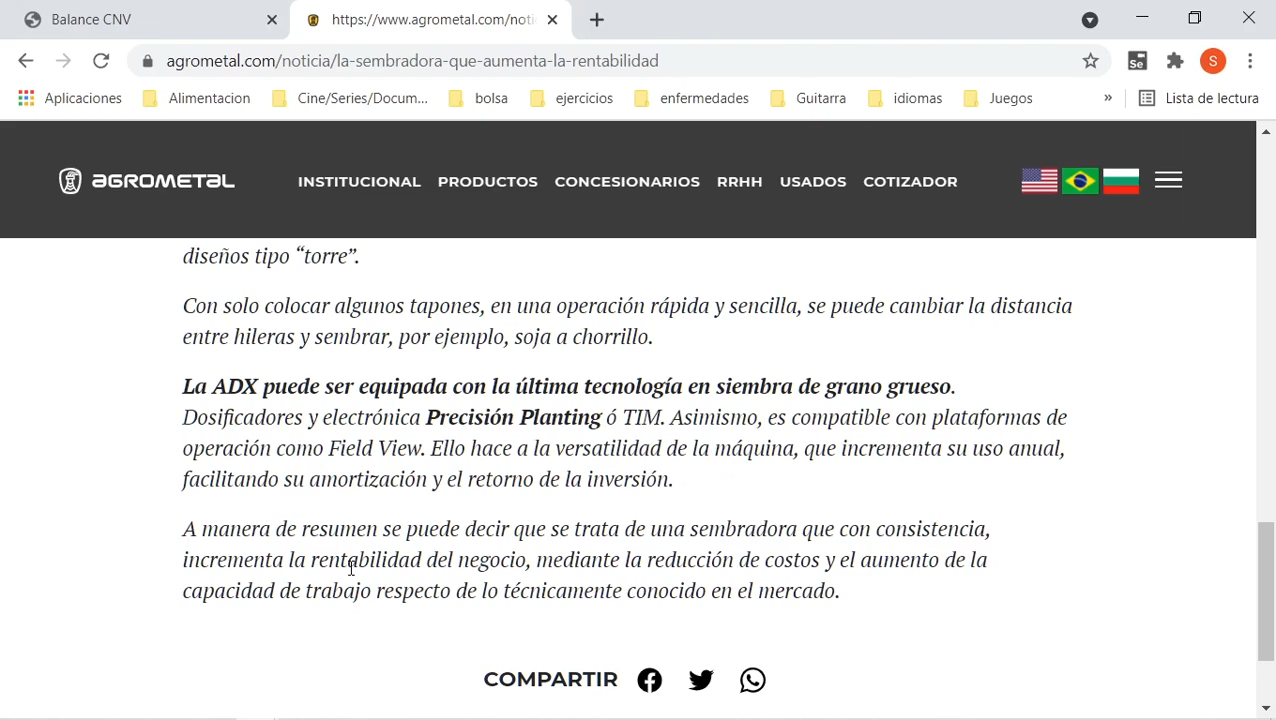 Balance CNV
https://www.agrometal.com/noti
agrometal.com/noticia/la-sembradora-que-aumenta-la-rentabilidad
Se
S
Aplicaciones
Alimentacion
Cine/Series/Docum...
bolsa
ejercicios
enfermedades
Guitarra
idiomas
Juegos
»
Lista de lectura
AGROMETAL
INSTITUCIONAL
PRODUCTOS
CONCESIONARIOS
RRHH
USADOS
COTIZADOR
diseños tipo “torre”.
Con solo colocar algunos tapones, en una operación rápida y sencilla, se puede cambiar la distancia
entre hileras y sembrar, por ejemplo, soja a chorrillo.
La ADX puede ser equipada con la última tecnología en siembra de grano grueso.
Dosificadores y electrónica Precisión Planting ó TIM. Asimismo, es compatible con plataformas de
operación como Field View. Ello hace a la versatilidad de la máquina, que incrementa su uso anual,
facilitando su amortización y el retorno de la inversión.
A manera de resumen se puede decir que se trata de una sembradora que con consistencia,
incrementa la rentabilidad del negocio, mediante la reducción de costos y el aumento de la
capacidad de trabajo respecto de lo técnicamente conocido en el mercado.
COMPARTIR